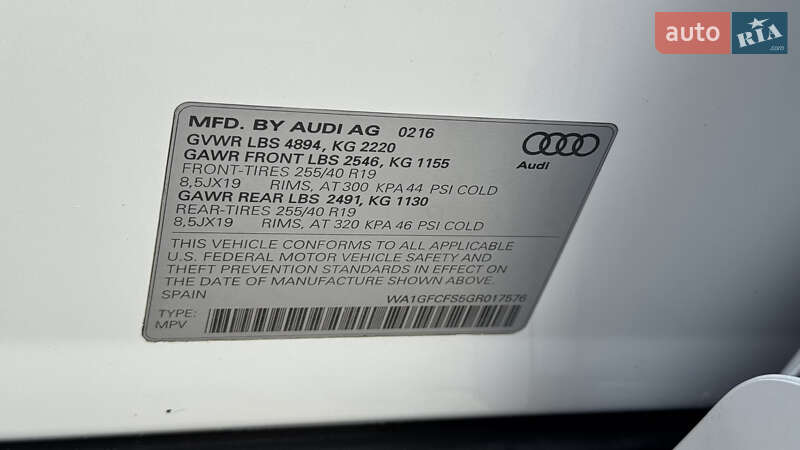 auto RIA.com
MFD. BY AUDI AG 0216
GVWR LBS 4894, KG 2220
GAWR FRONT LBS 2546, KG 1155
FRONT-TIRES 255/40 R19
8,5JX19 RIMS, AT 300 KPA 44 PSI COLD
GAWR REAR LBS 2491, KG 1130
REAR-TIRES 255/40 R19
8,5JX19 RIMS, AT 320 KPA 46 PSI COLD
Audi
THIS VEHICLE CONFORMS TO ALL APPLICABLE
U.S. FEDERAL MOTOR VEHICLE SAFETY AND
THEFT PREVENTION STANDARDS IN EFFECT ON
THE DATE OF MANUFACTURE SHOWN ABOVE.
SPAIN WA1GFCFS5GR017576
TYPE:
MPV